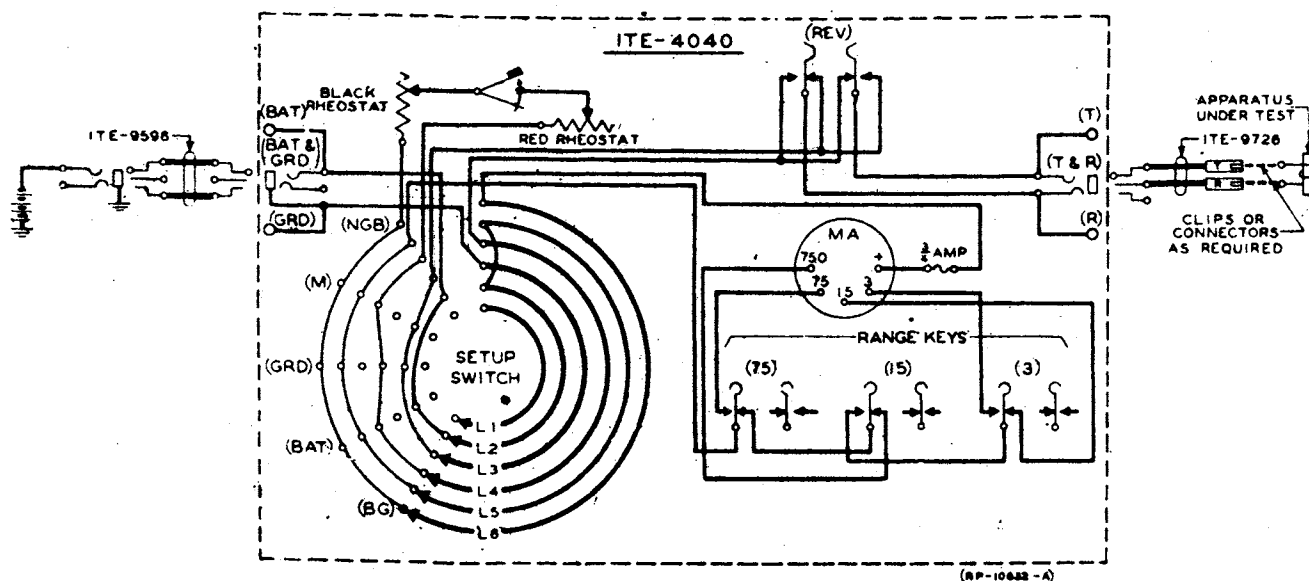 ITE-4040
(REV)
BLACK RHEOSTAT
RED RHEOSTAT
(BAT)
ITE-9598
(BAT & GRD)
(GRD)
(NGB)
(M)
(GRD)
(BAT)
(BG)
SETUP SWITCH
L1
L2
L3
L4
L5
L6
MA
750
+
75
15
3
3/4 AMP
RANGE KEYS
(75)
(15)
(3)
(T)
(T & R)
(R)
APPARATUS UNDER TEST
ITE-9726
T
R
CLIPS OR CONNECTORS AS REQUIRED
(RP-10832-A)